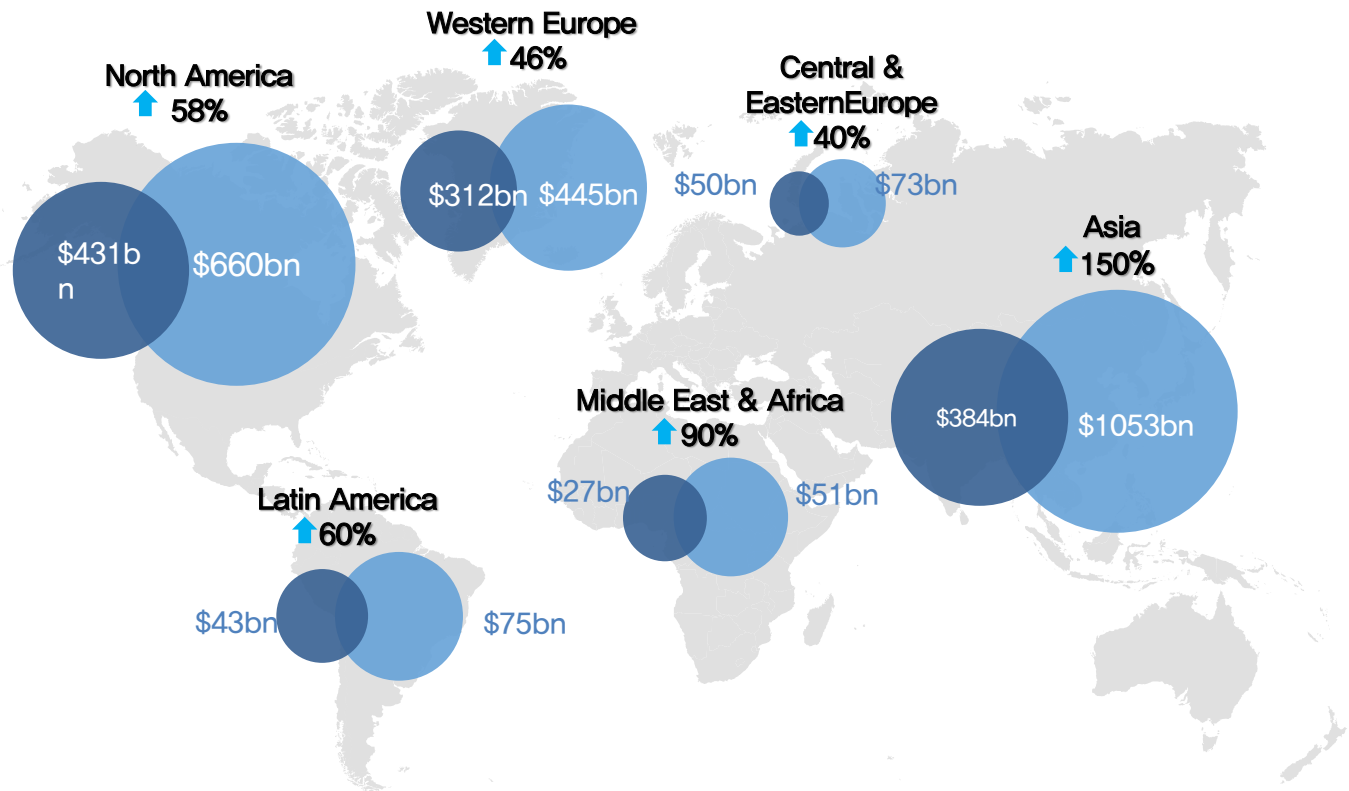 Western Europe
46%
North America
58%
Central &
EasternEurope
40%
$312bn
$445bn
$50bn
$73bn
$431b
n
$660bn
Asia
150%
$384bn
$1053bn
Middle East & Africa
90%
$27bn
$51bn
Latin America
60%
$43bn
$75bn